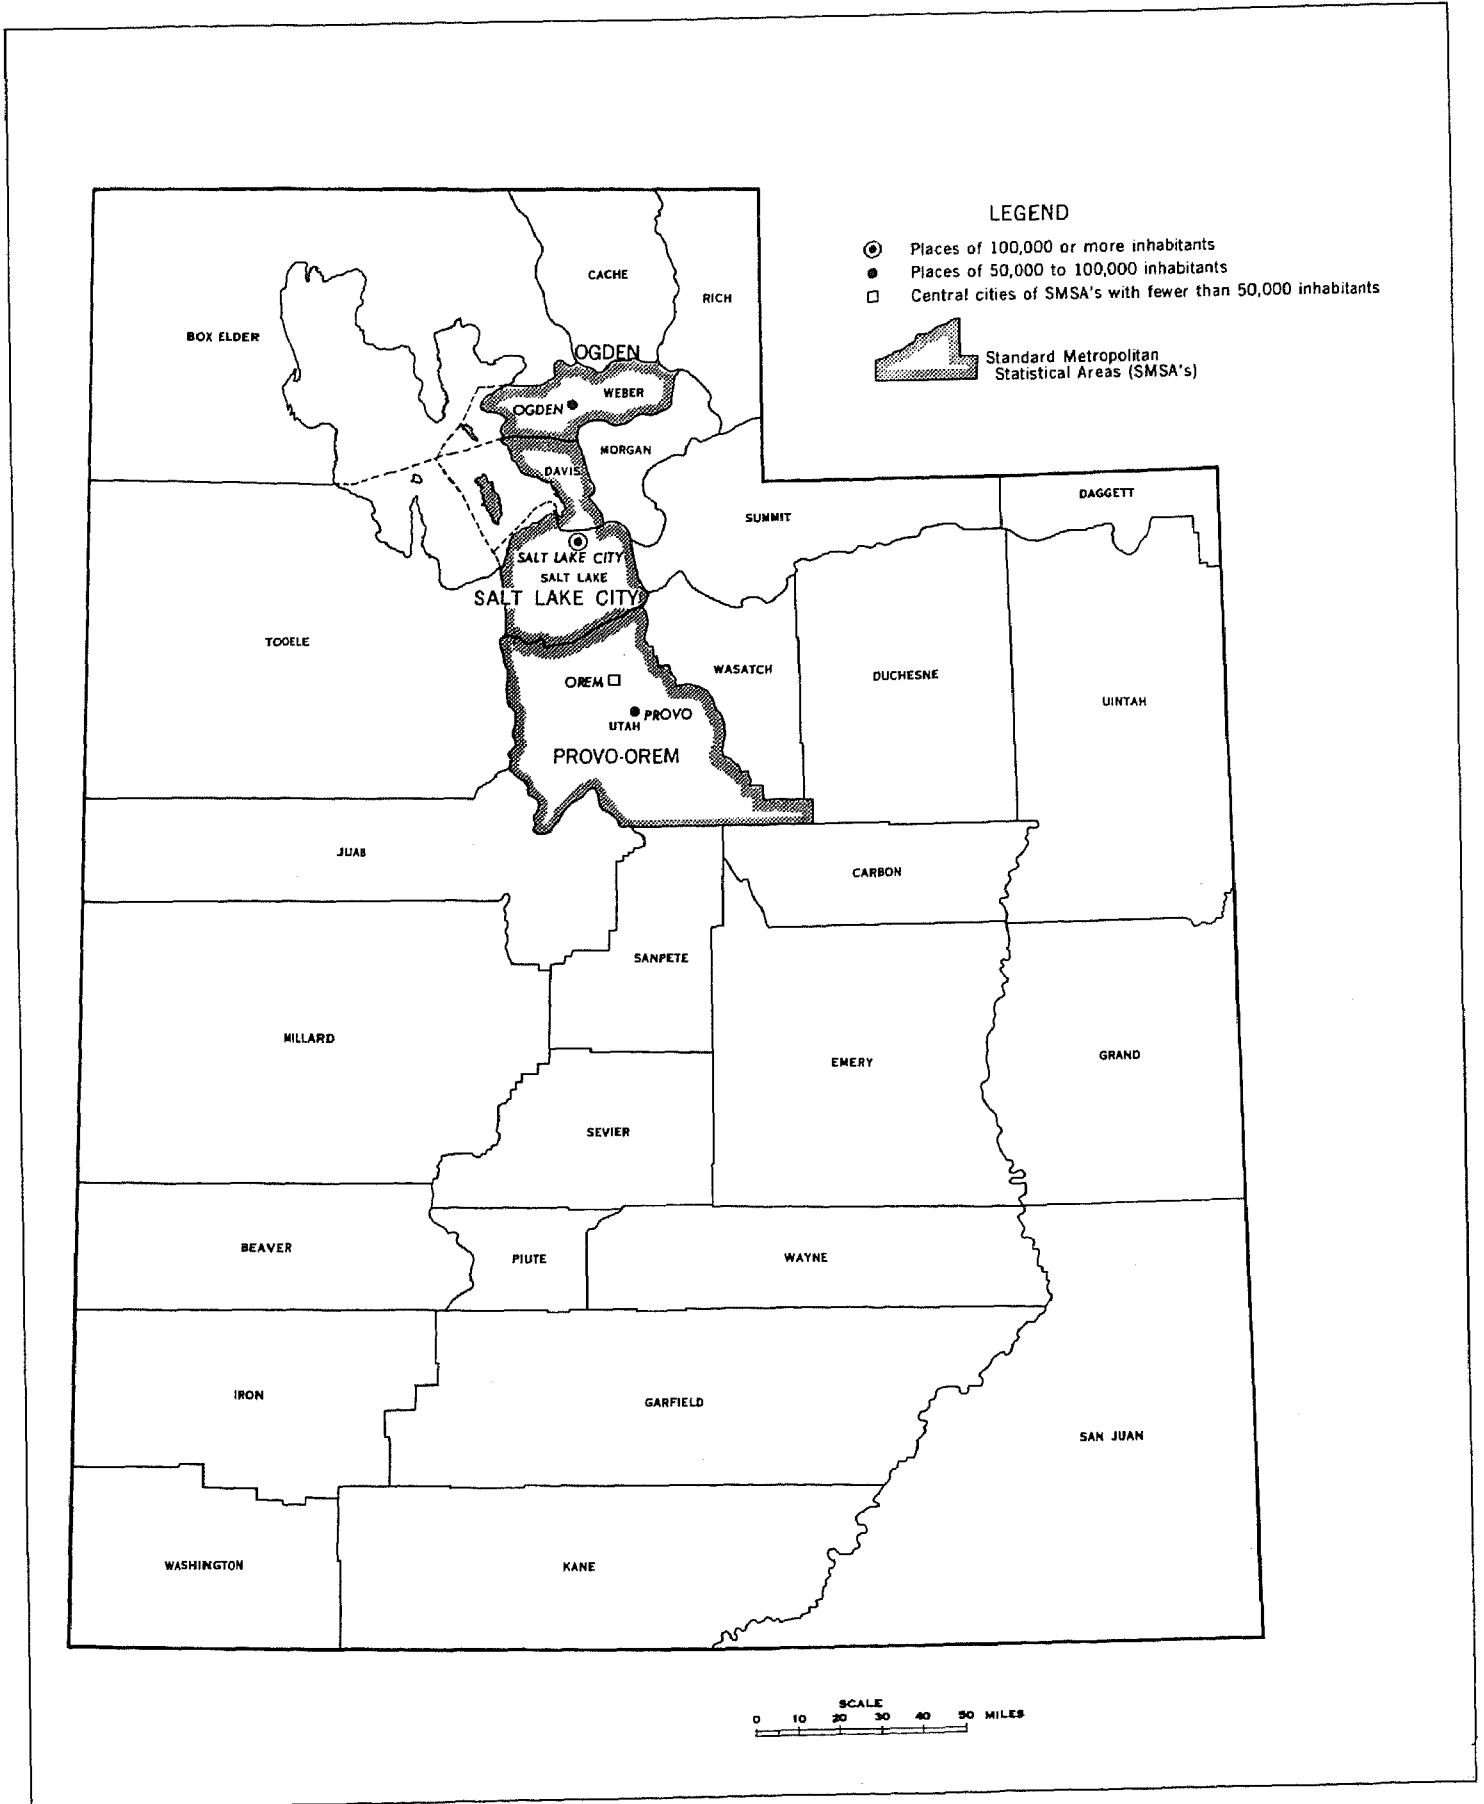 LEGEND
Places of 100,000 or more inhabitants
Places of 50,000 to 100,000 inhabitants
Central cities of SMSA's with fewer than 50,000 inhabitants
Standard Metropolitan
Statistical Areas (SMSA's)
CACHE
RICH
BOX ELDER
OGDEN
WEBER
OGDEN
MORGAN
DAVIS
SUMMIT
DAGGETT
SALT LAKE CITY
SALT LAKE
SALT LAKE CITY
TOOELE
WASATCH
DUCHESNE
UINTAH
OREM
PROVO
UTAH
PROVO-OREM
JUAB
CARBON
SANPETE
MILLARD
EMERY
GRAND
SEVIER
BEAVER
PIUTE
WAYNE
IRON
GARFIELD
SAN JUAN
WASHINGTON
KANE
SCALE
0 10 20 30 40 50 MILES